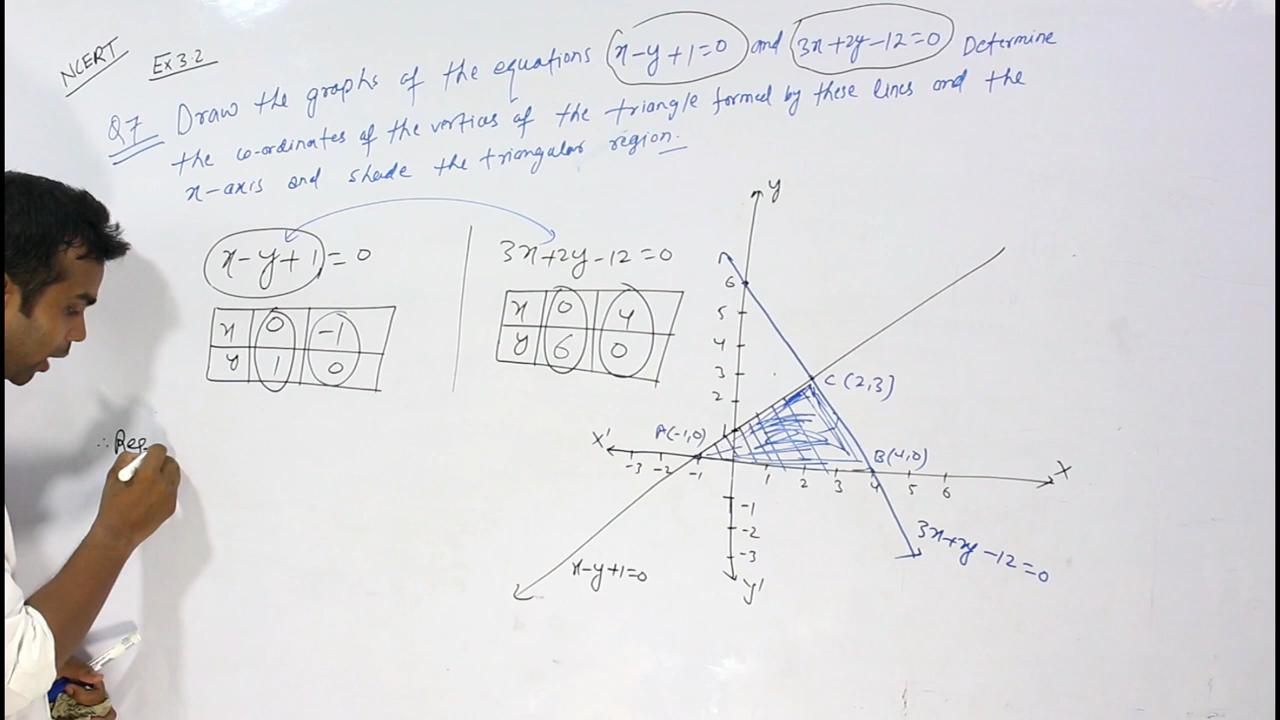 NCERT
Ex 3.2
Q7 Draw the graphs of the equations x-y+1=0 and 3x+2y-12=0 Determine
the co-ordinates of the vertices of the triangle formed by these lines and the
x-axis and shade the triangular region.
x-y+1=0
x 0 -1
y 1 0
3x+2y-12=0
x 0 4
y 6 0
∴ Req
y
6
5
4
3
2
1
C (2,3)
A(-1,0)
B(4,0)
X'
X
-3 -2 -1 1 2 3 4 5 6
-1
-2
-3
y'
x-y+1=0
3x+2y-12=0